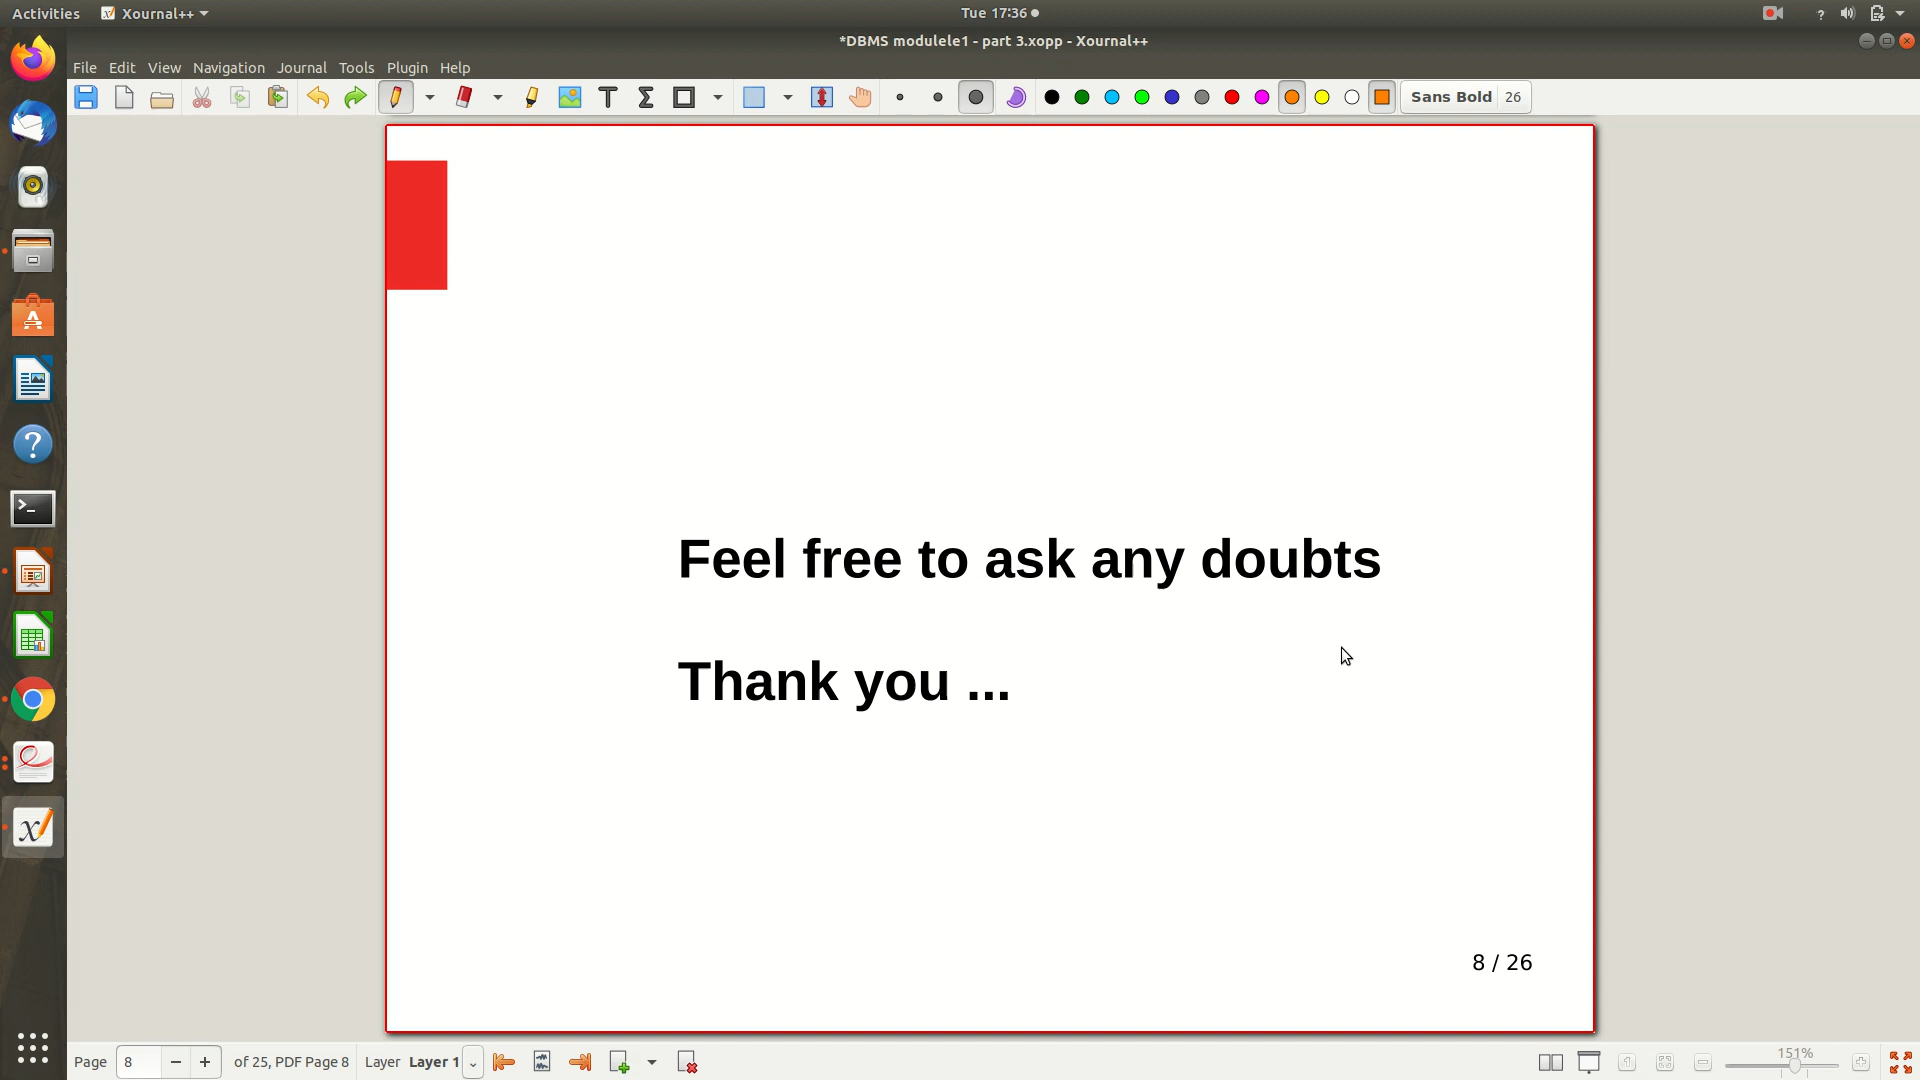 Activities Xournal++ Tue 17:36
*DBMS modulele1 - part 3.xopp - Xournal++
File Edit View Navigation Journal Tools Plugin Help
Sans Bold 26
Feel free to ask any doubts
Thank you ...
8 / 26
Page 8 − + of 25, PDF Page 8 Layer Layer 1 151%